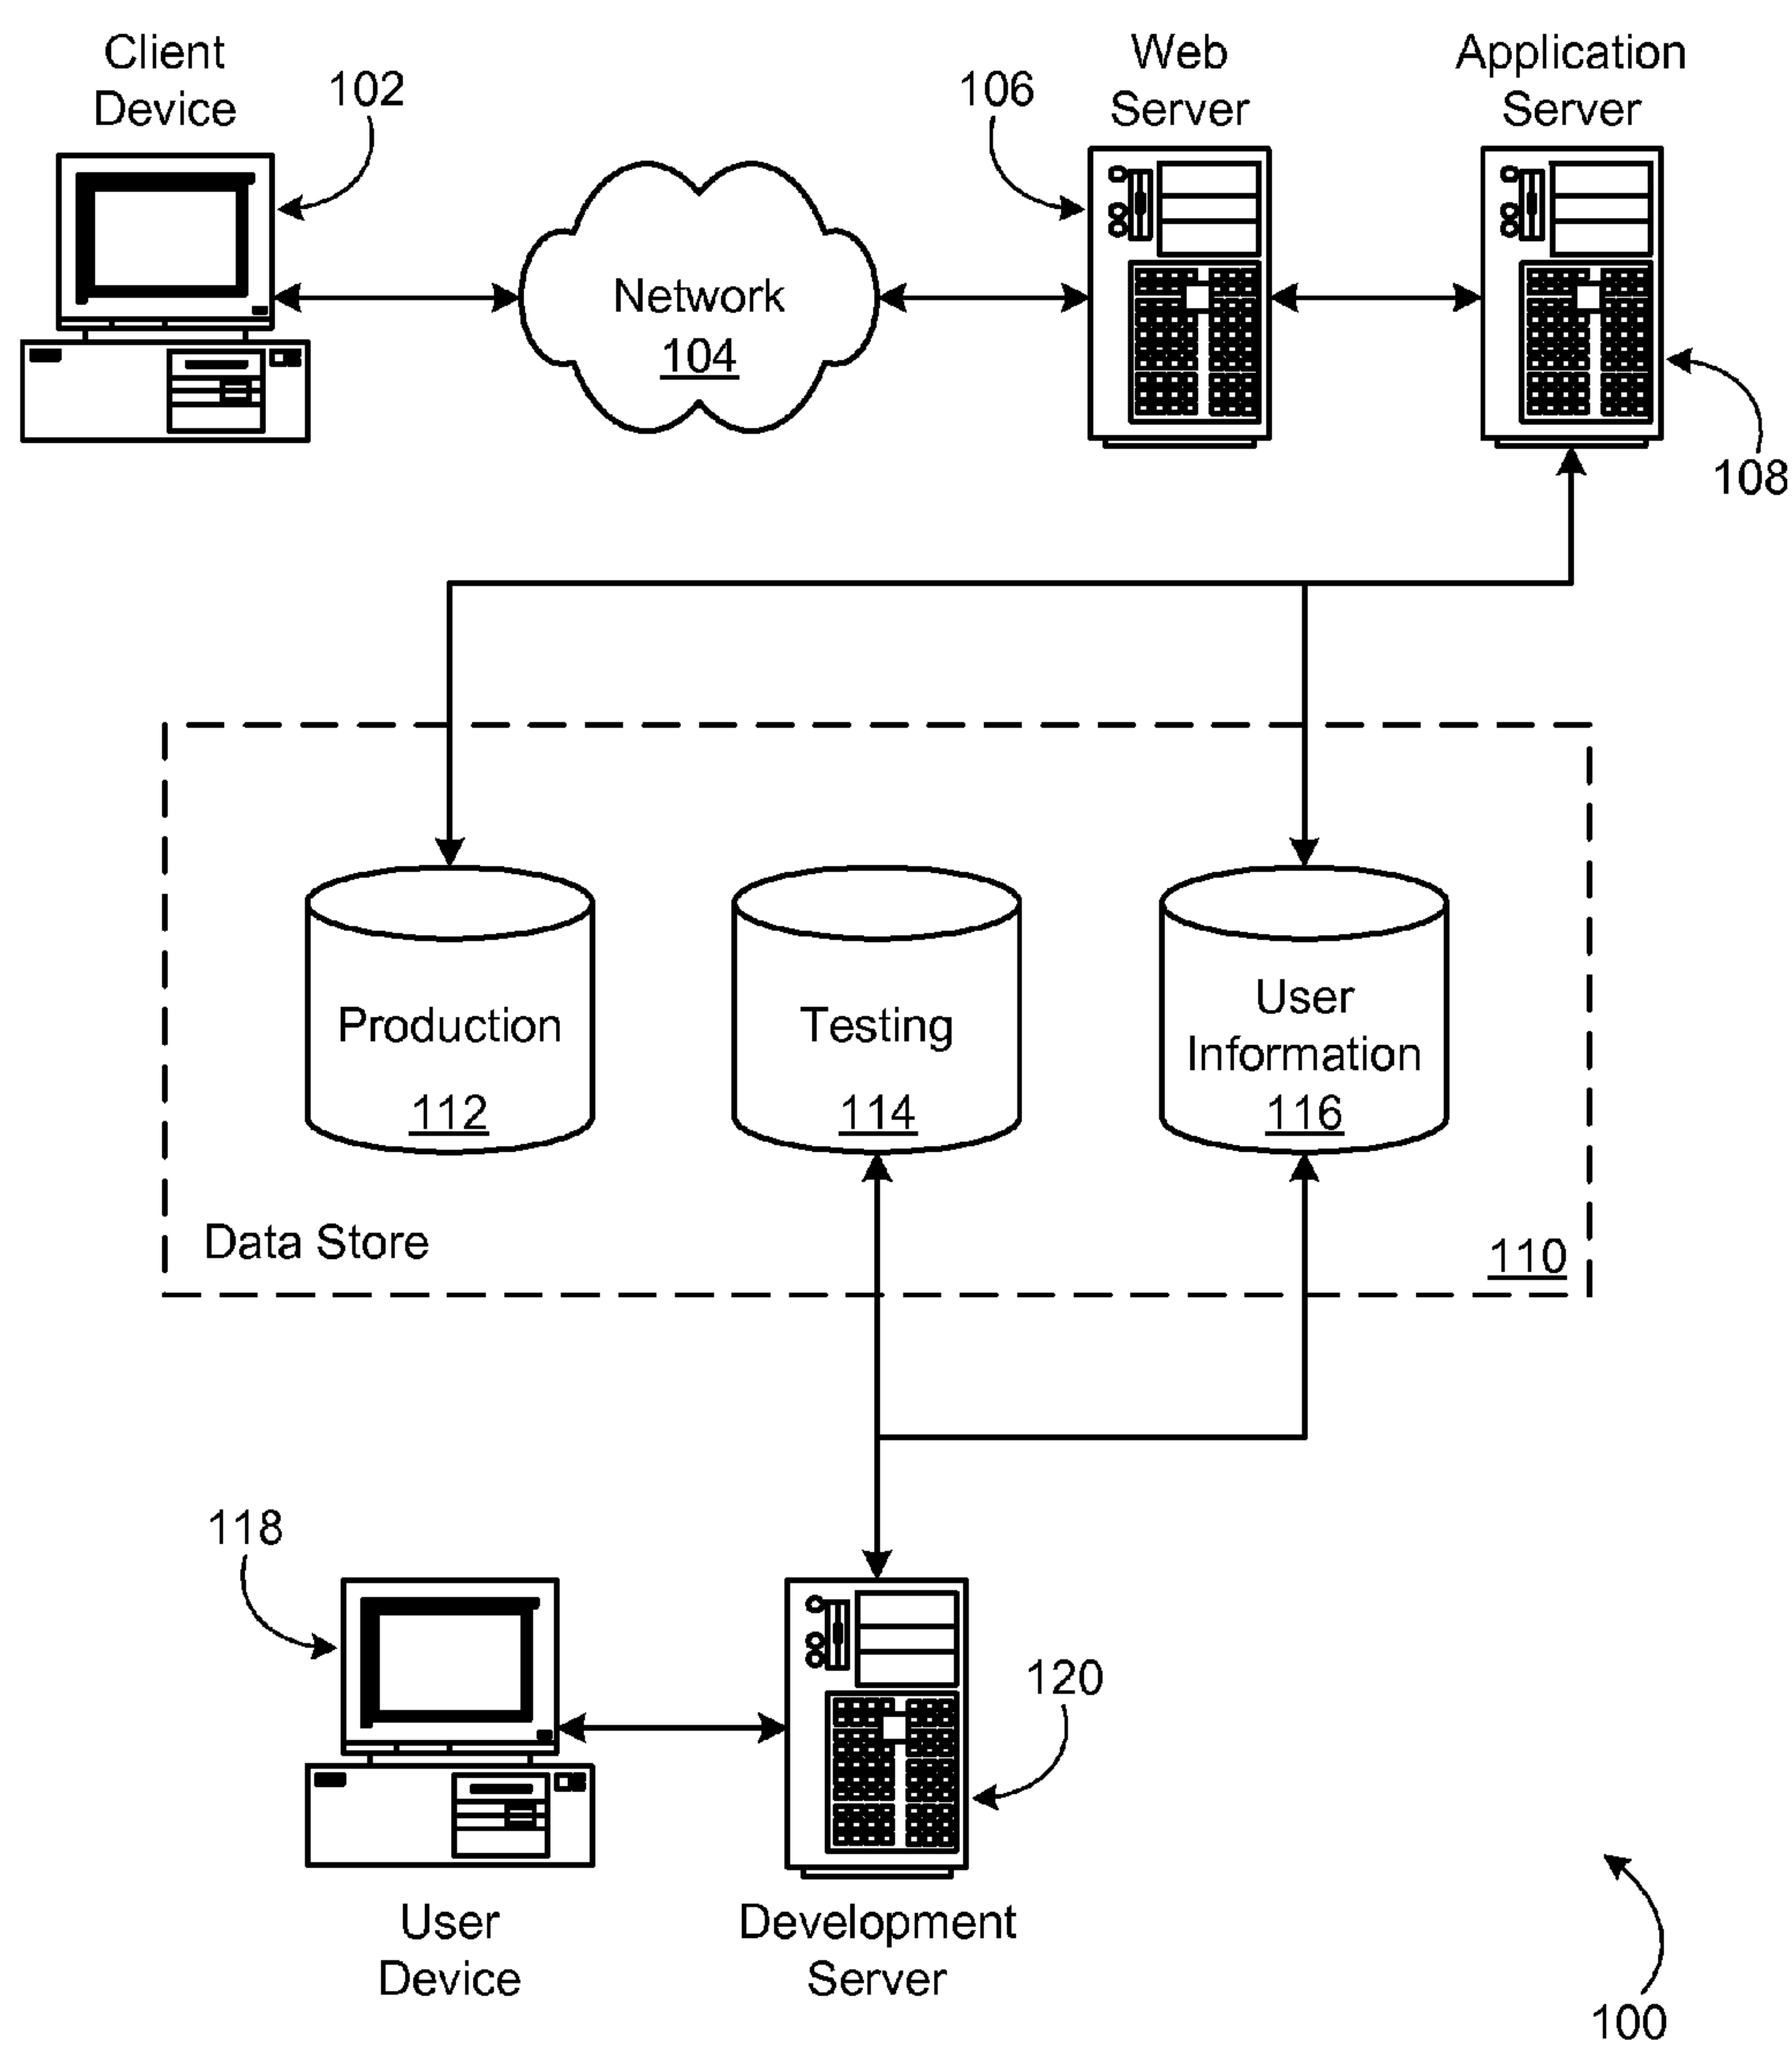 Client
Device
102
106
Web
Server
Application
Server
Network
104
108
Production
112
Testing
114
User
Information
116
Data Store
110
118
120
User
Device
Development
Server
100